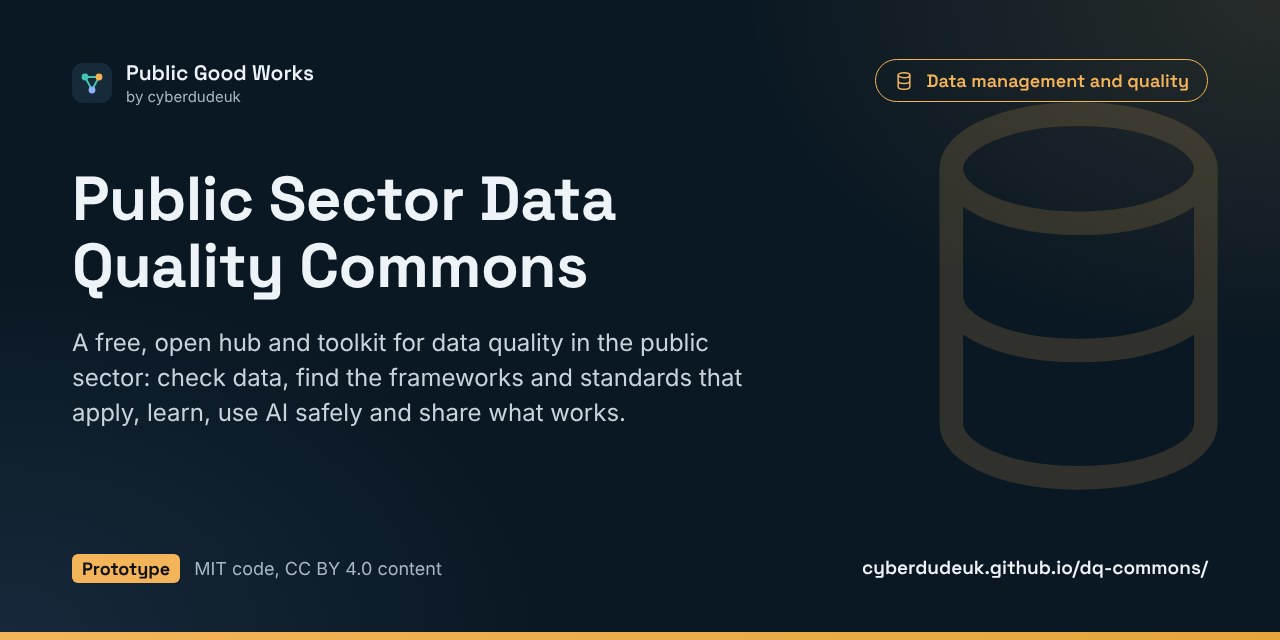 Public Good Works
by cyberdudeuk
Data management and quality
Public Sector Data
Quality Commons
A free, open hub and toolkit for data quality in the public
sector: check data, find the frameworks and standards that
apply, learn, use AI safely and share what works.
Prototype
MIT code, CC BY 4.0 content
cyberdudeuk.github.io/dq-commons/